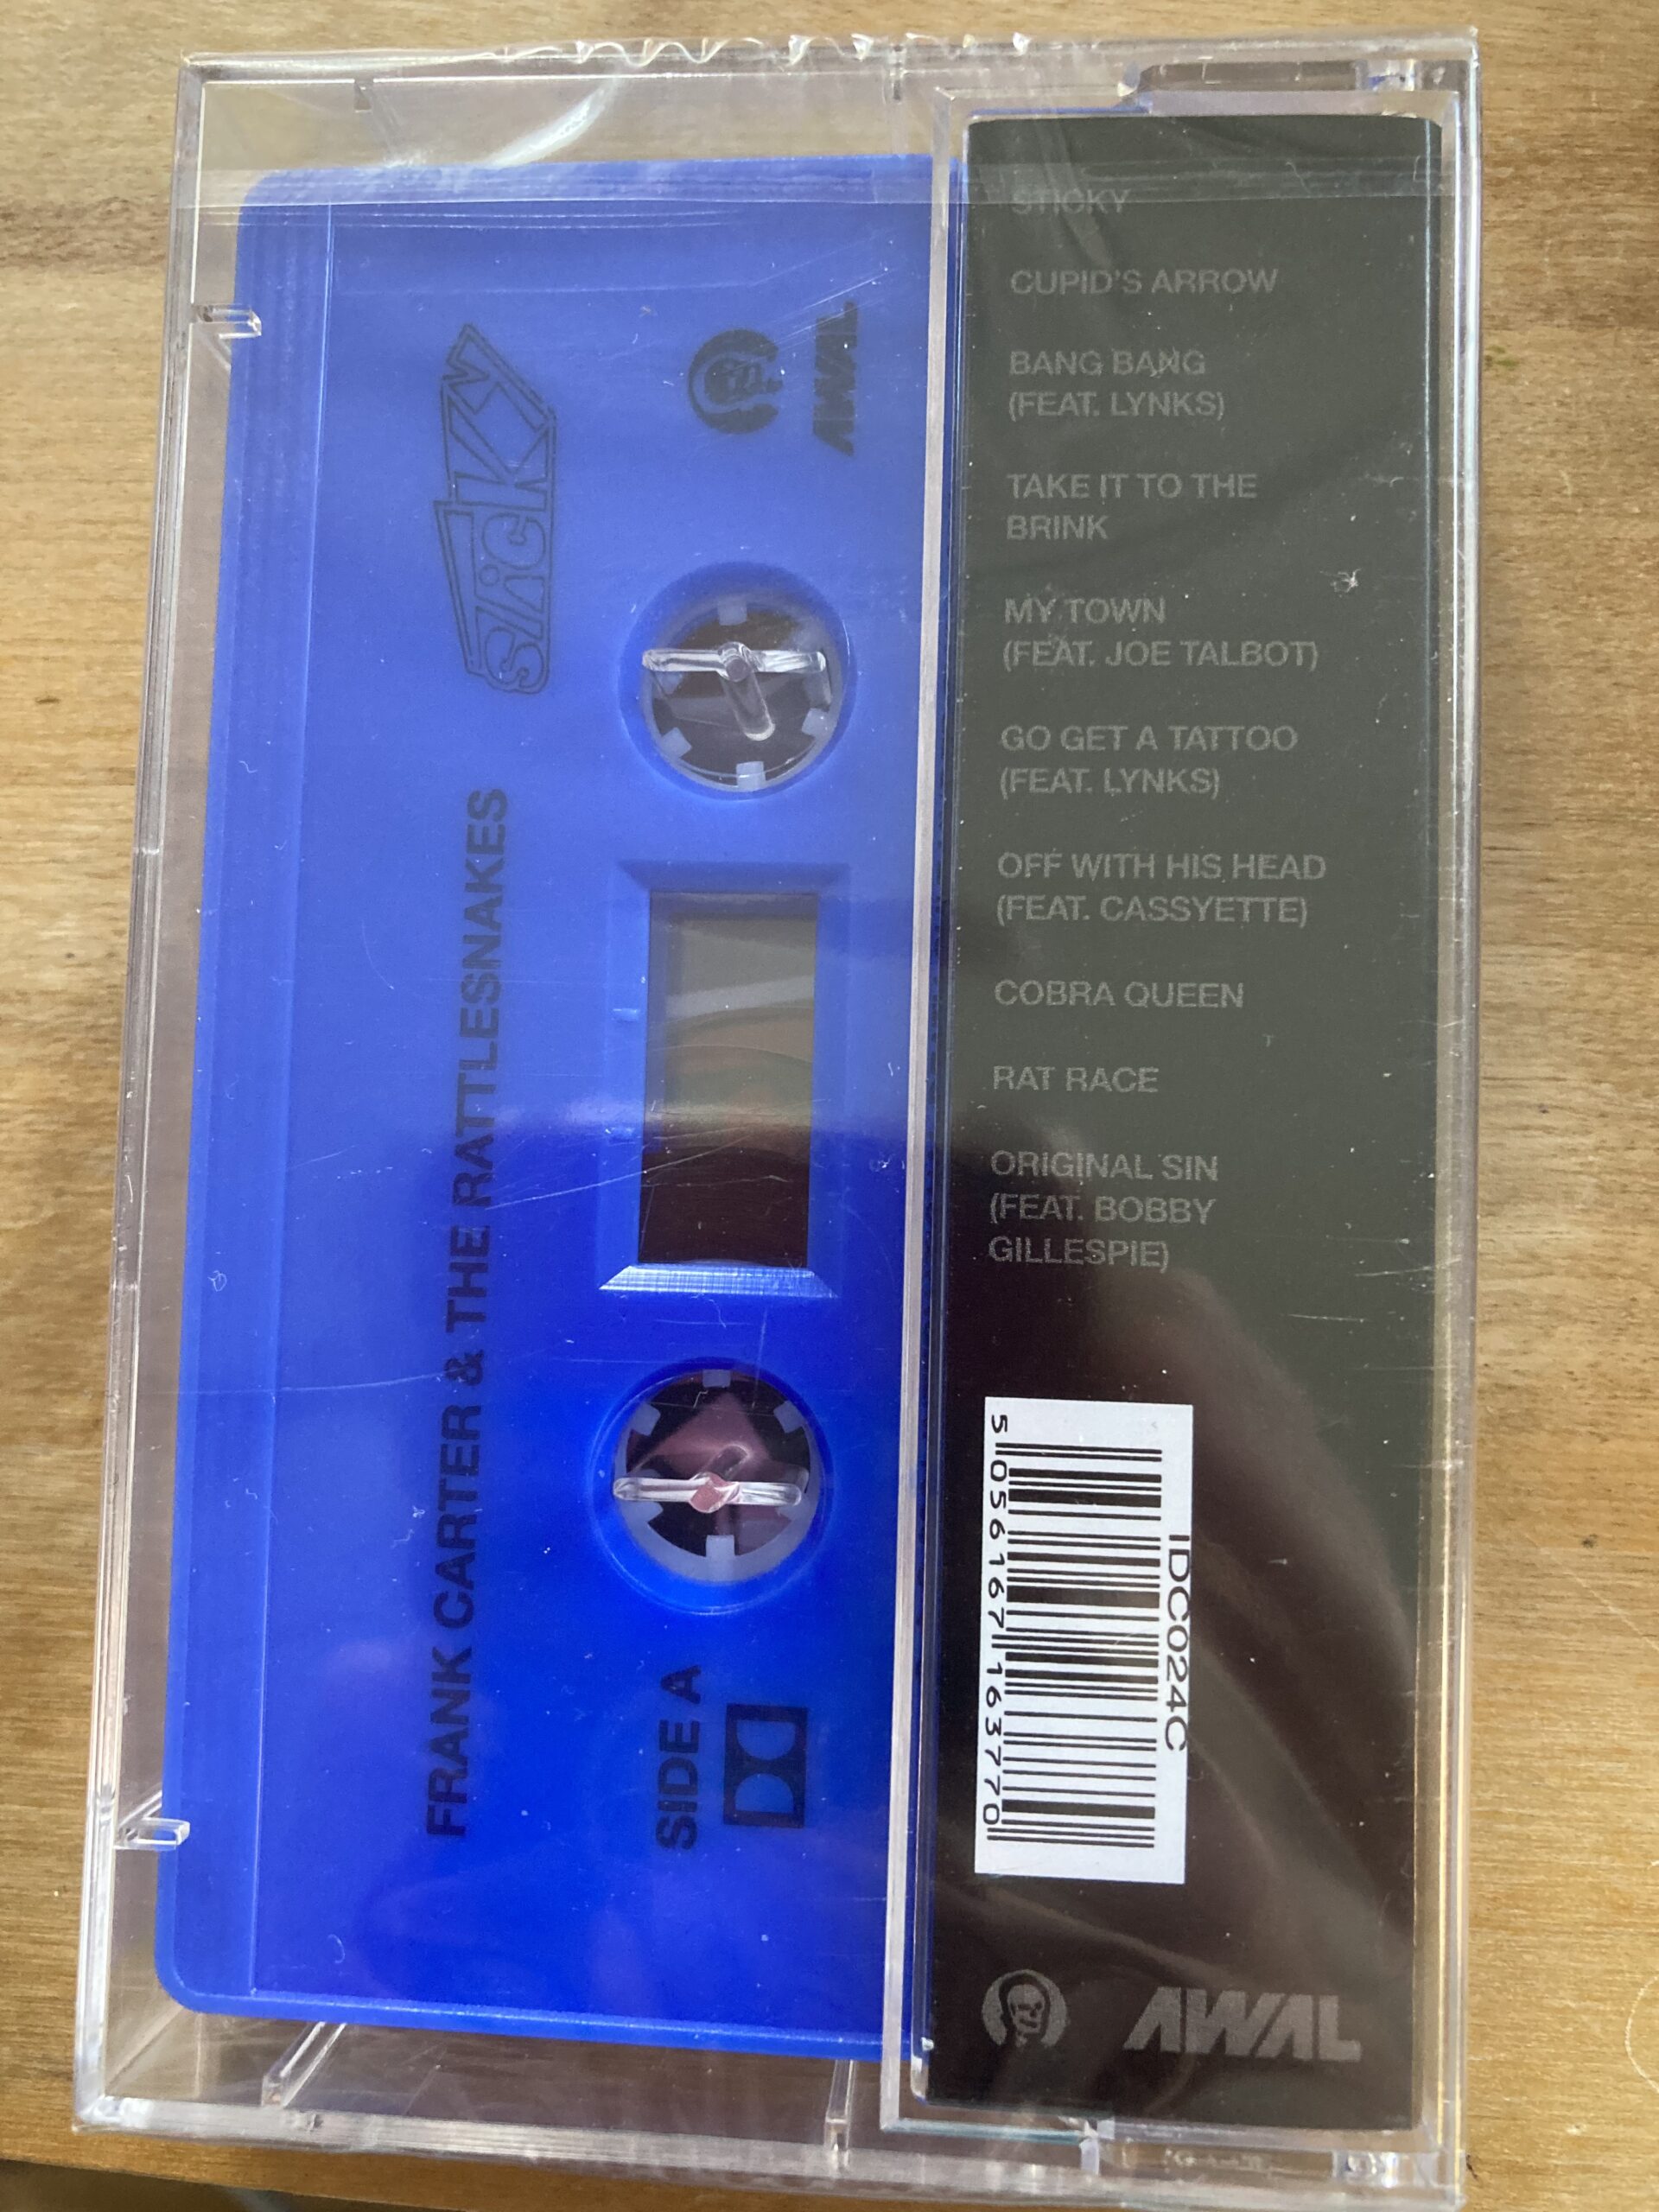 STICKY
CUPID'S ARROW
BANG BANG
(FEAT. LYNKS)
TAKE IT TO THE
BRINK
MY TOWN
(FEAT. JOE TALBOT)
GO GET A TATTOO
(FEAT. LYNKS)
OFF WITH HIS HEAD
(FEAT. CASSYETTE)
COBRA QUEEN
RAT RACE
ORIGINAL SIN
(FEAT. BOBBY
GILLESPIE)
IDC024C
5 056167 163770
AWAL
FRANK CARTER & THE RATTLESNAKES
STiCKY
SIDE A
AWAL